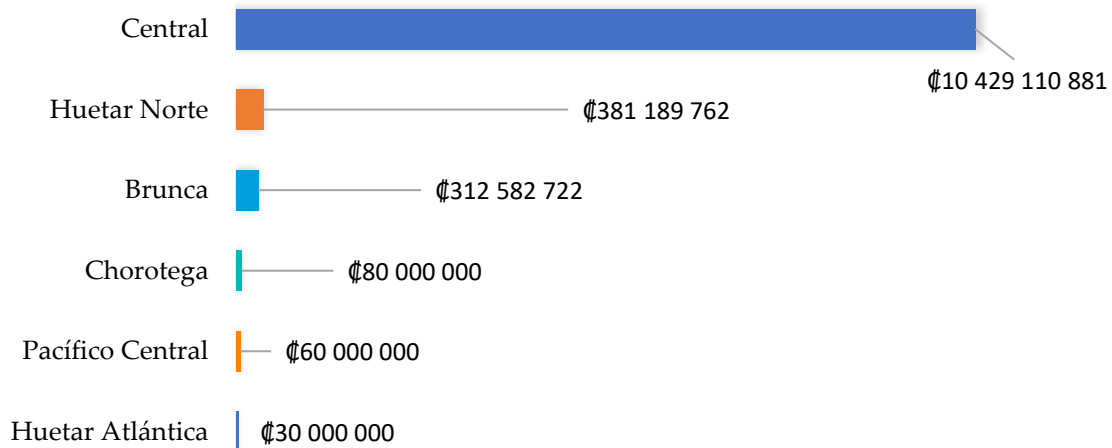 Central
₡10 429 110 881
Huetar Norte
₡381 189 762
Brunca
₡312 582 722
Chorotega
₡80 000 000
Pacífico Central
₡60 000 000
Huetar Atlántica
₡30 000 000